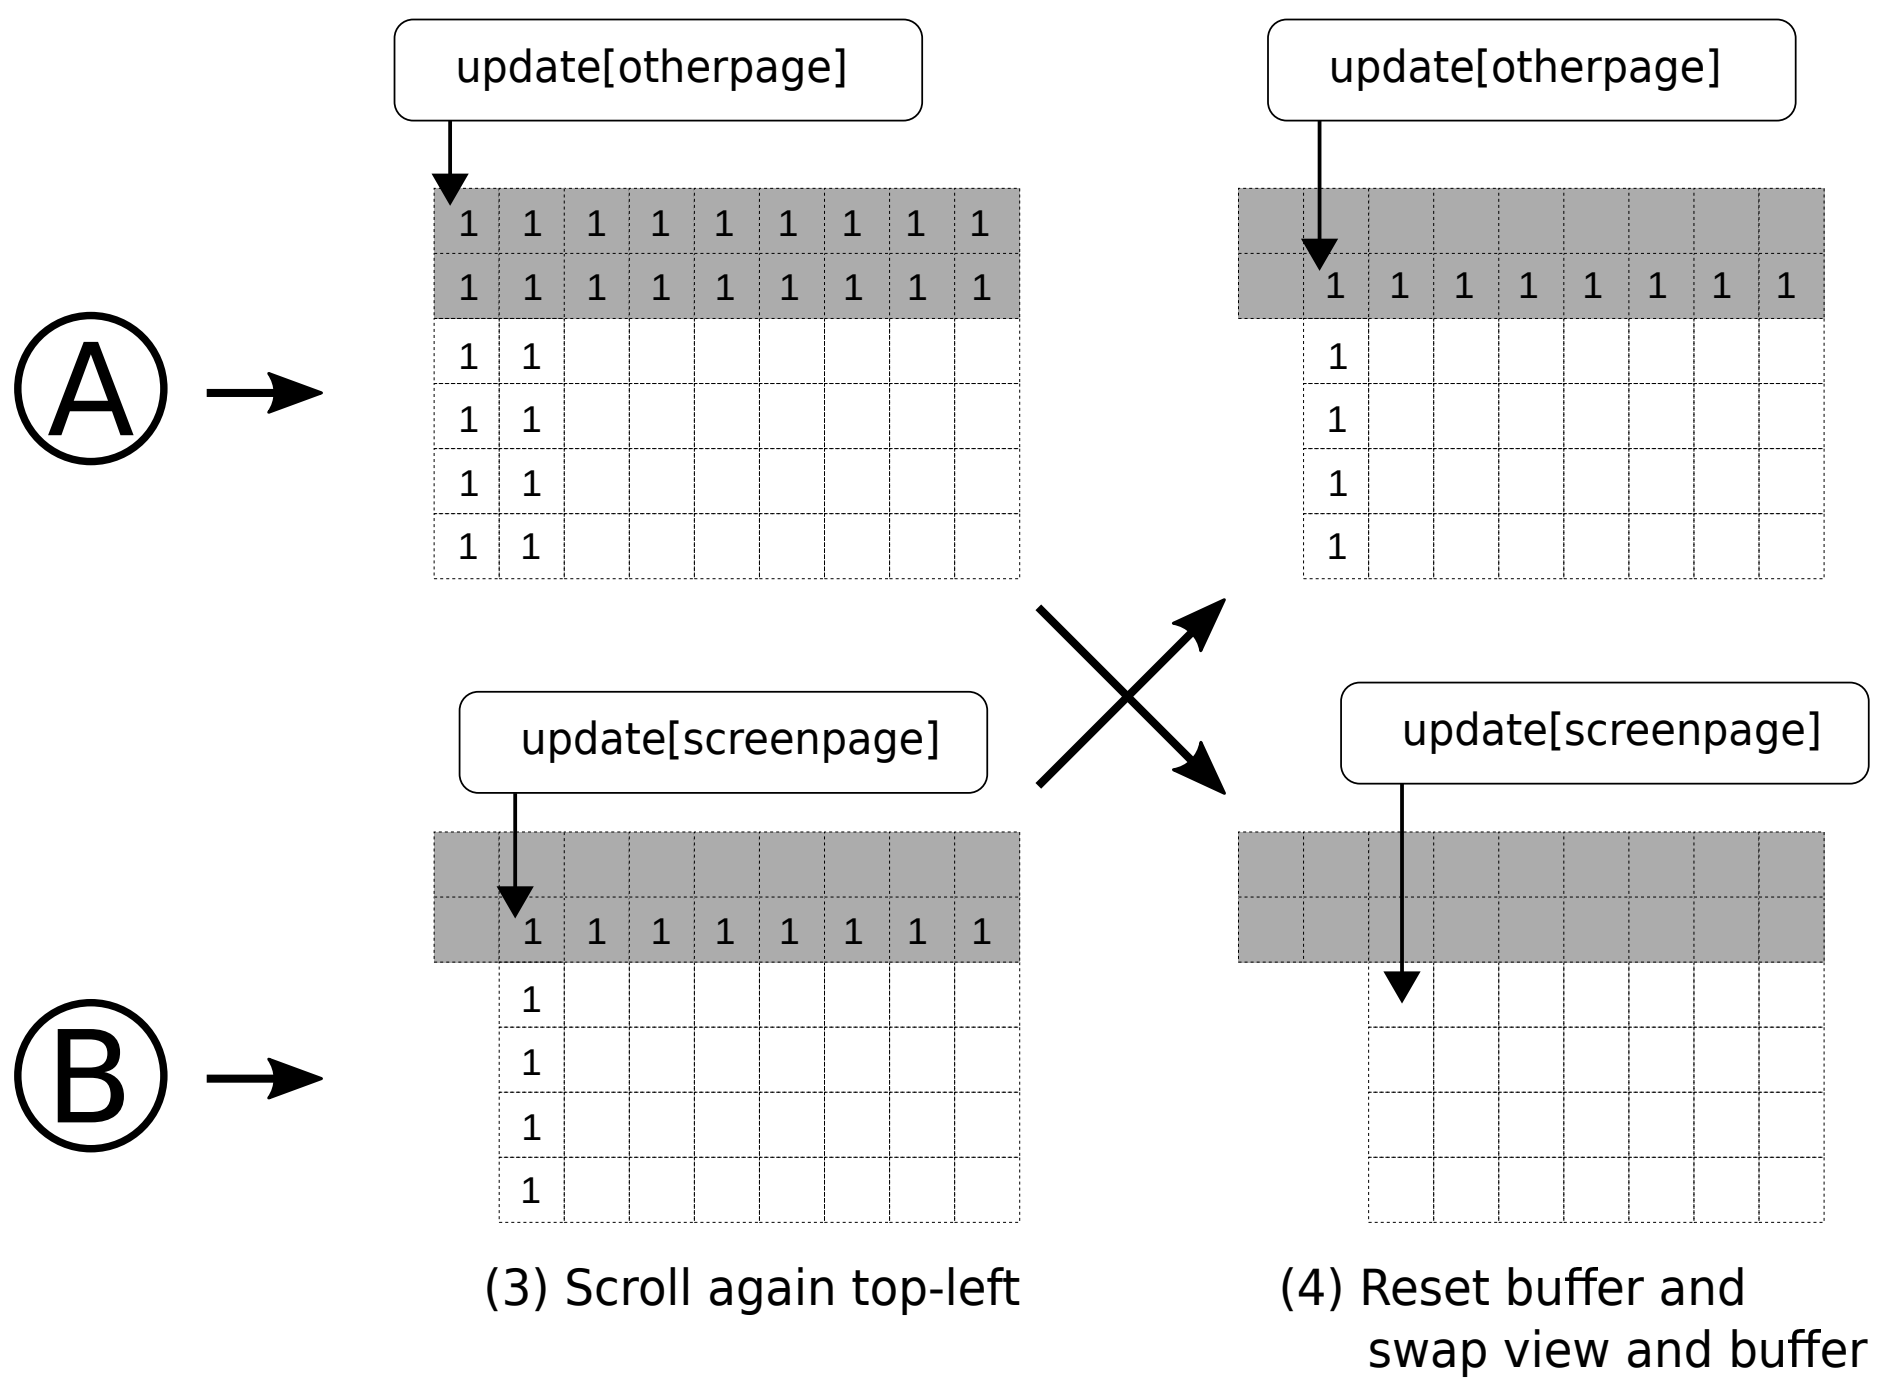 update[otherpage]
update[otherpage]
1 1 1 1 1 1 1 1 1
1 1 1 1 1 1 1 1 1
1 1 1 1 1 1 1 1
A
1 1
1 1
1 1
1 1
1
1
1
1
update[screenpage]
update[screenpage]
1 1 1 1 1 1 1 1
B
1
1
1
1
(3) Scroll again top-left
(4) Reset buffer and
swap view and buffer